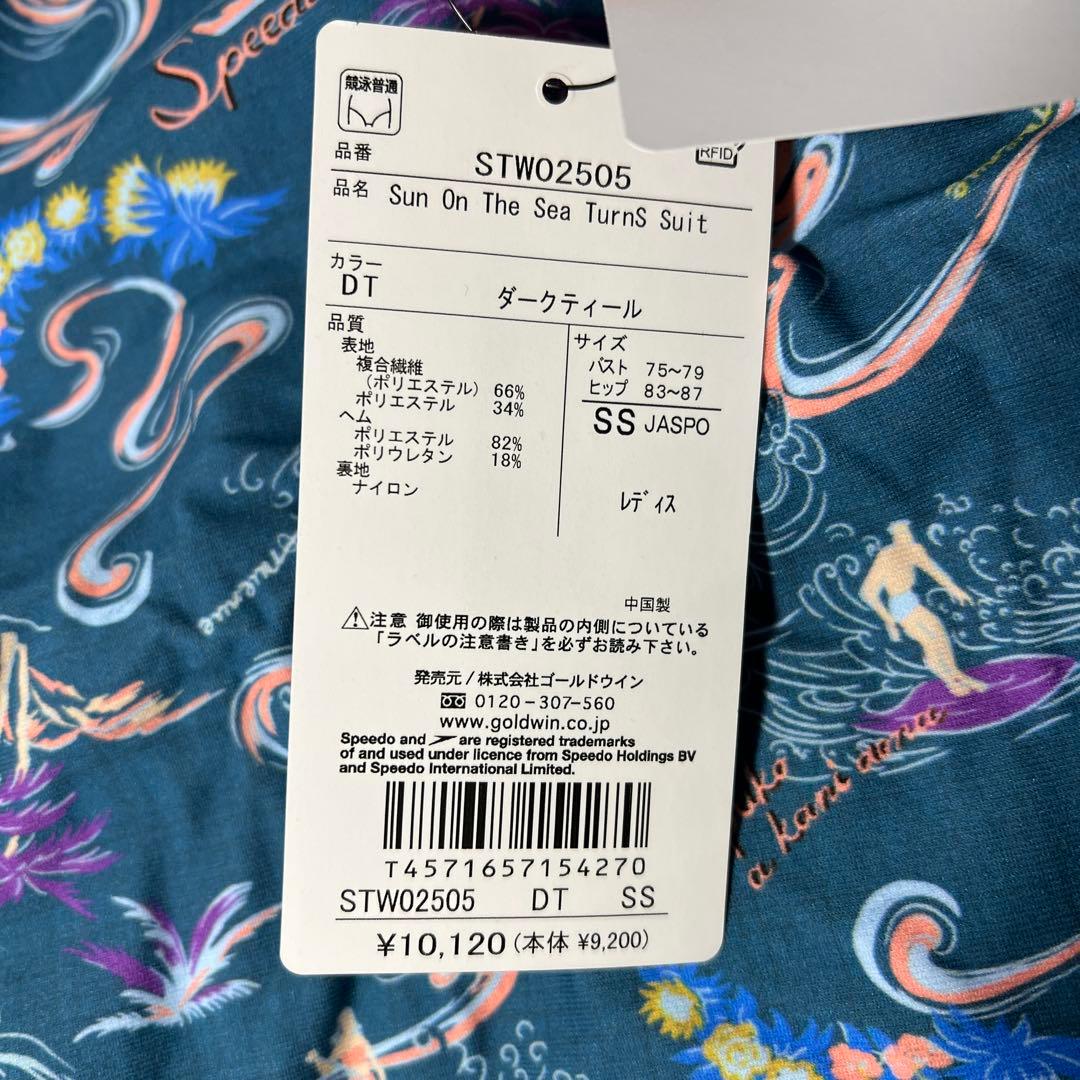 Speedo
競泳普通
RFID
品番
STW02505
品名 Sun On The Sea TurnS Suit
カラー
DT ダークティール
品質
表地
複合繊維
(ポリエステル) 66%
ポリエステル 34%
ヘム
ポリエステル 82%
ポリウレタン 18%
裏地
ナイロン
サイズ
バスト 75~79
ヒップ 83~87
SS JASPO
レディス
中国製
⚠注意 御使用の際は製品の内側についている
「ラベルの注意書き」を必ずお読み下さい。
発売元/株式会社ゴールドウイン
0120-307-560
www.goldwin.co.jp
Speedo and are registered trademarks
of and used under licence from Speedo Holdings BV
and Speedo International Limited.
T4571657154270
STW02505 DT SS
¥10,120(本体 ¥9,200)